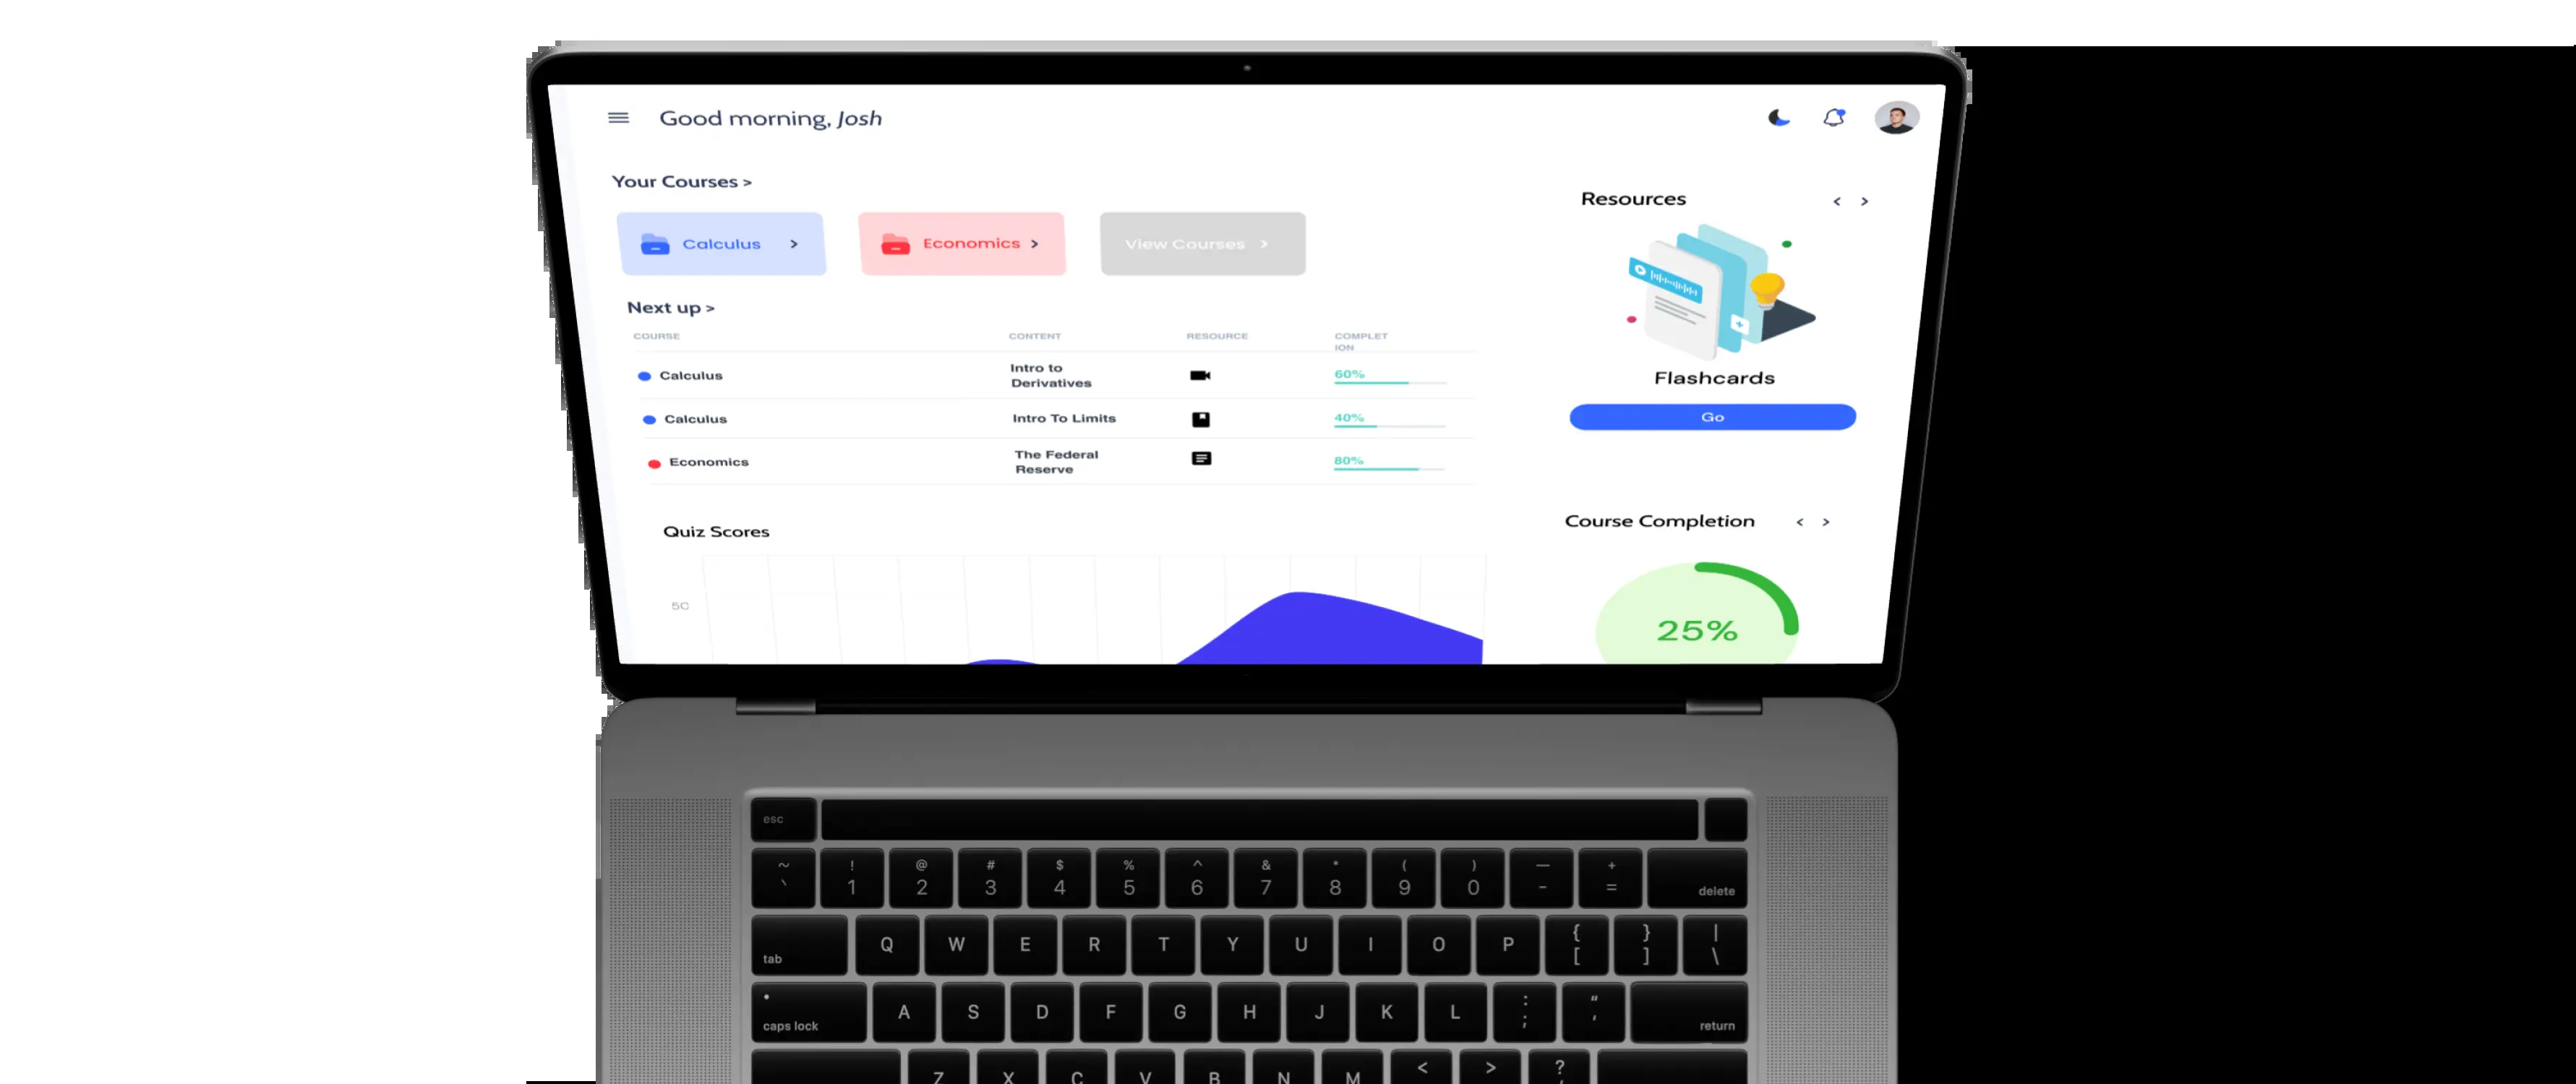 Good morning, Josh
Your Courses >
Calculus >
Economics >
View Courses >
Next up >
COURSE CONTENT RESOURCE COMPLET
ION
Calculus Intro to
Derivatives 60%
Calculus Intro To Limits 40%
Economics The Federal
Reserve 80%
Quiz Scores
50
Resources < >
Flashcards
Go
Course Completion < >
25%
esc
~ ! @ # $ % ^ & * ( ) — +
` 1 2 3 4 5 6 7 8 9 0 - = delete
tab Q W E R T Y U I O P { [ } ] | \
caps lock A S D F G H J K L : ; " ' return
Z X C V B N M < > ?